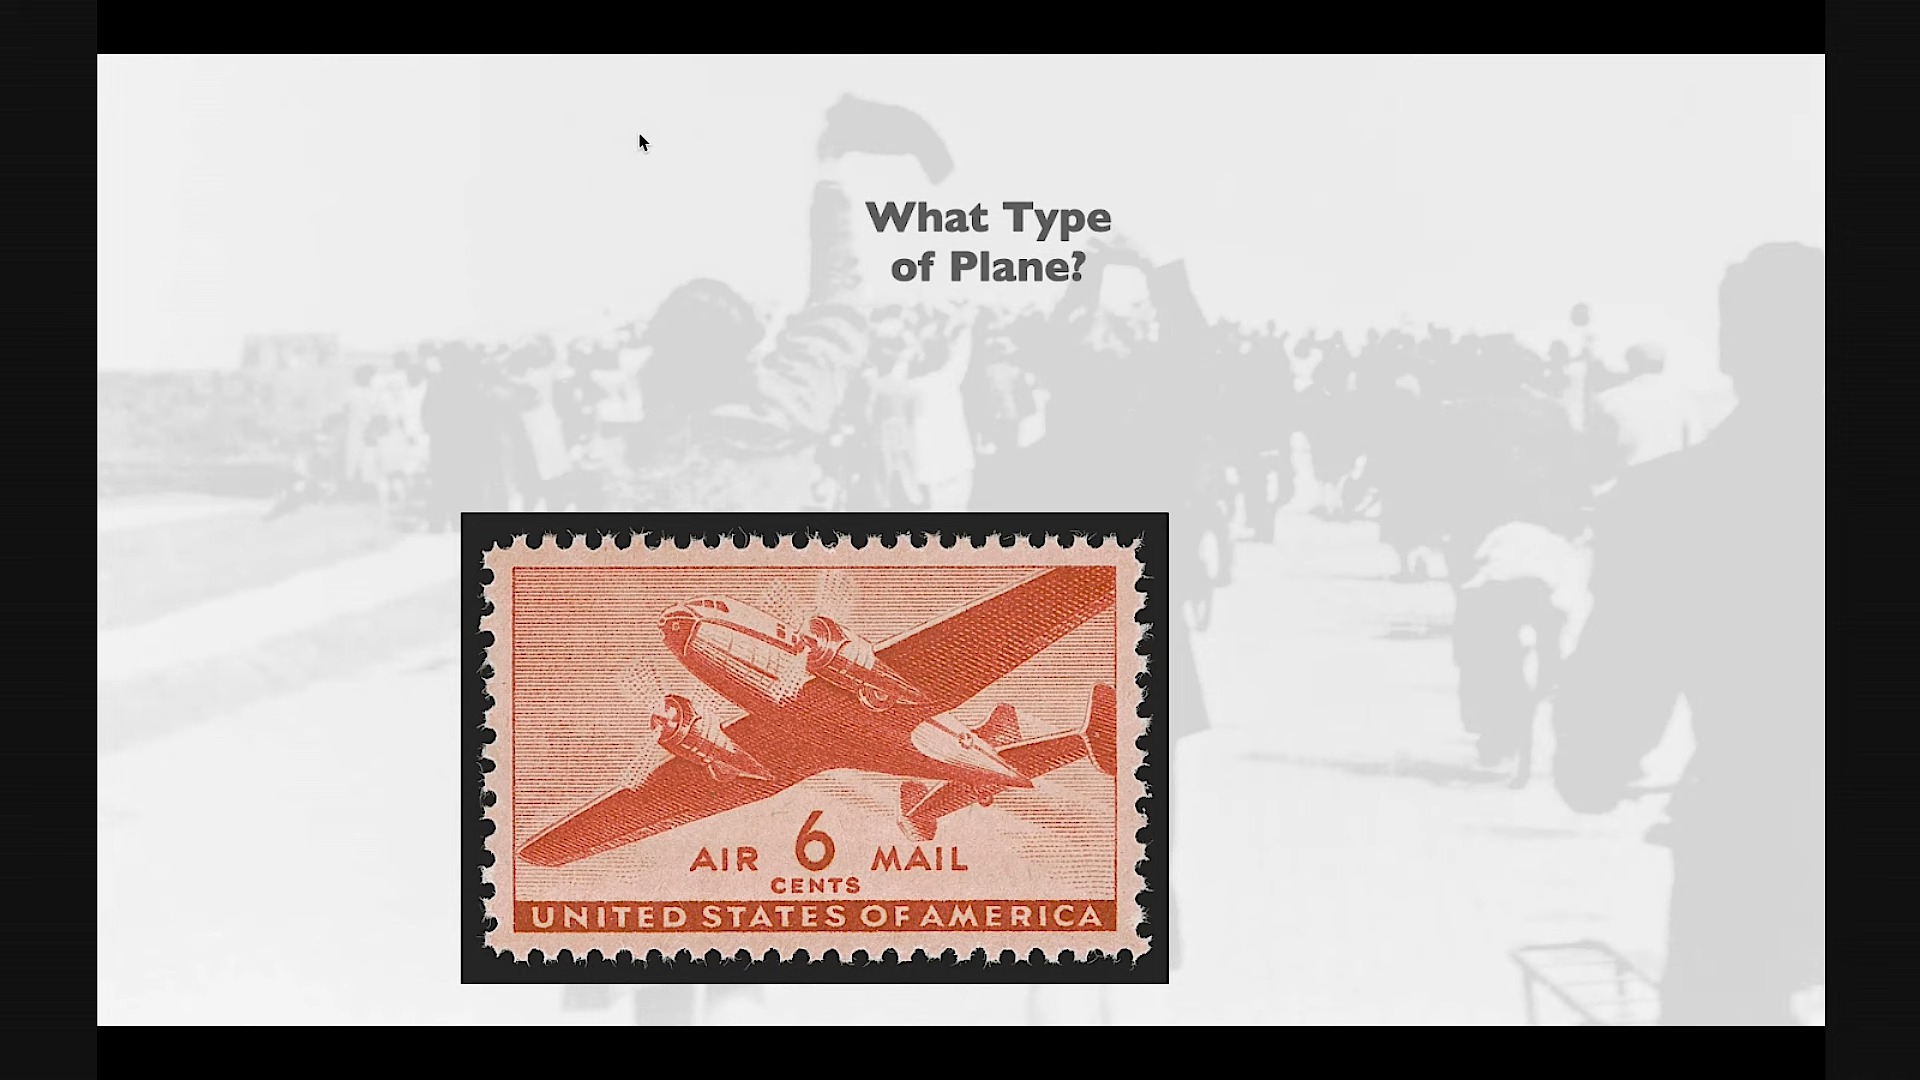 What Type
of Plane?
AIR 6 MAIL
CENTS
UNITED STATES OF AMERICA